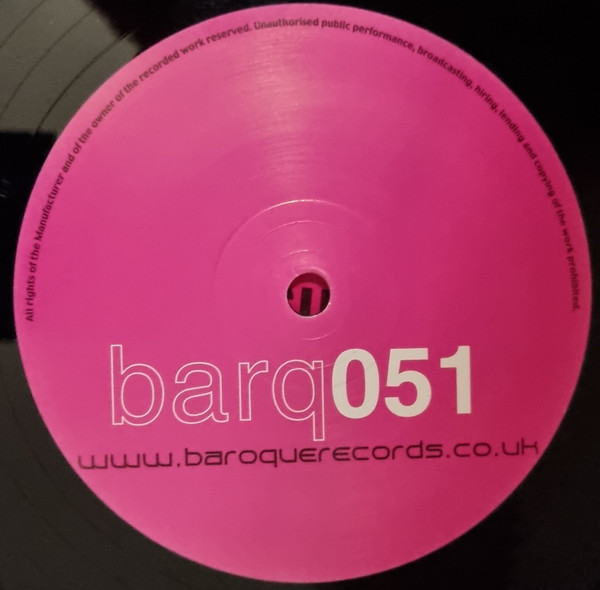 All rights of the Manufacturer and of the owner of the recorded work reserved. Unauthorised public performance, broadcasting, hiring, lending and copying of the work prohibited.
barq051
www.baroquerecords.co.uk